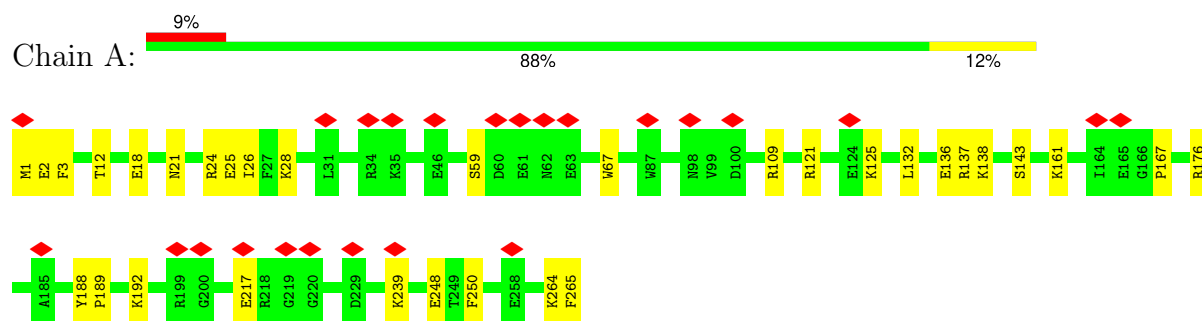 9%
Chain A:
88% 12%
M1 E2 F3 T12 E18 N21 R24 E25 I26 F27 K28 L31 R34 K35 E46 S59 D60 E61 N62 E63 W67 W87 N98 V99 D100 R109 R121 E124 K125 L132 E136 R137 K138 S143 K161 I164 E165 G166 P167 R176
A185 Y188 P189 K192 R199 G200 E217 R218 G219 G220 D229 K239 E248 T249 F250 E258 K264 F265